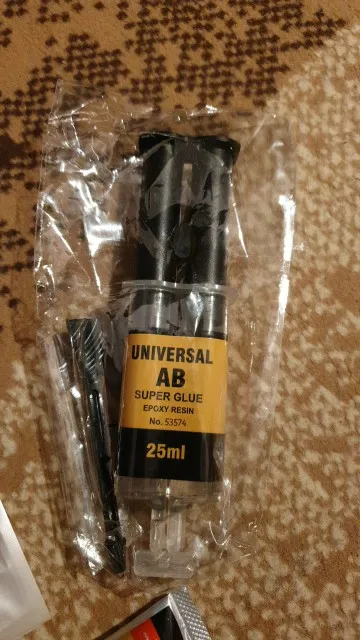 UNIVERSAL
AB
SUPER GLUE
EPOXY RESIN
No. 53574
25ml